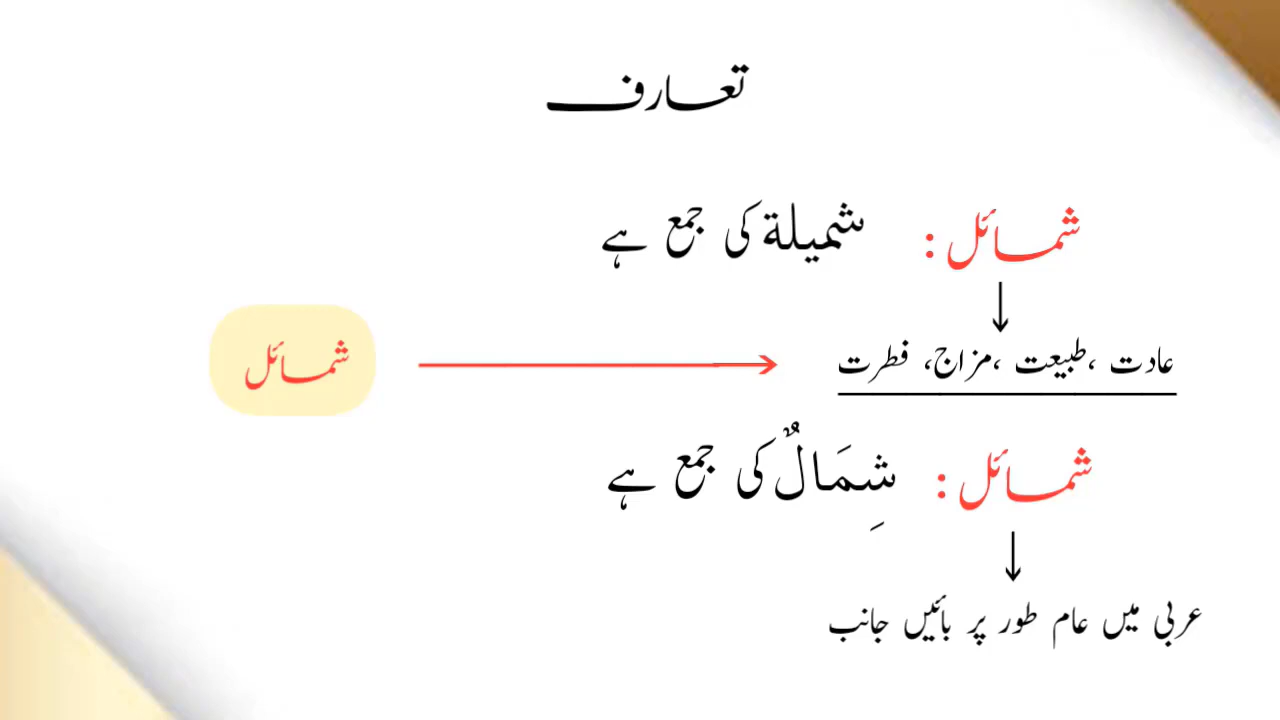 تعارف
شمائل : شمیلة کی جمع ہے
عادت ،طبیعت ،مزاج، فطرت
شمائل
شمائل : شِمَالٌ کی جمع ہے
عربی میں عام طور پر بائیں جانب